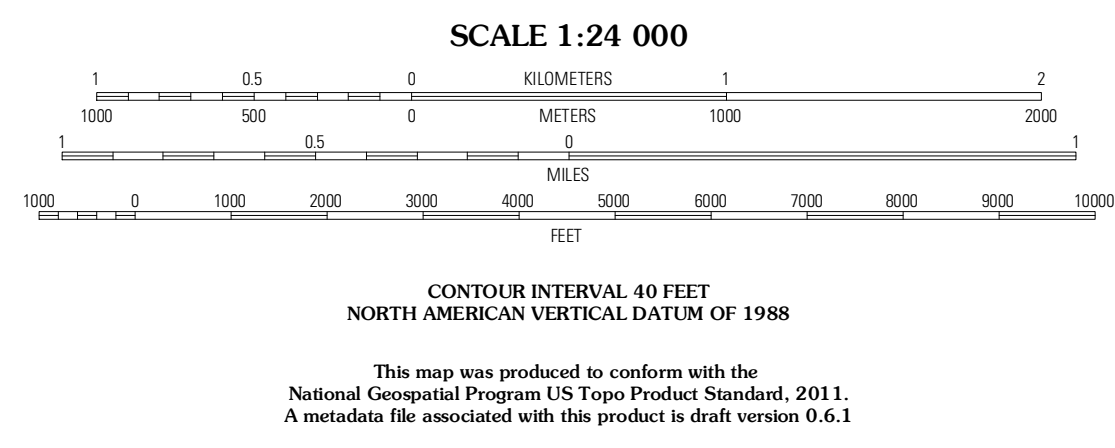 SCALE 1:24 000
1 0.5 0 KILOMETERS 1 2
1000 500 0 METERS 1000 2000
1 0.5 0 1
MILES
1000 0 1000 2000 3000 4000 5000 6000 7000 8000 9000 10000
FEET
CONTOUR INTERVAL 40 FEET
NORTH AMERICAN VERTICAL DATUM OF 1988
This map was produced to conform with the
National Geospatial Program US Topo Product Standard, 2011.
A metadata file associated with this product is draft version 0.6.1